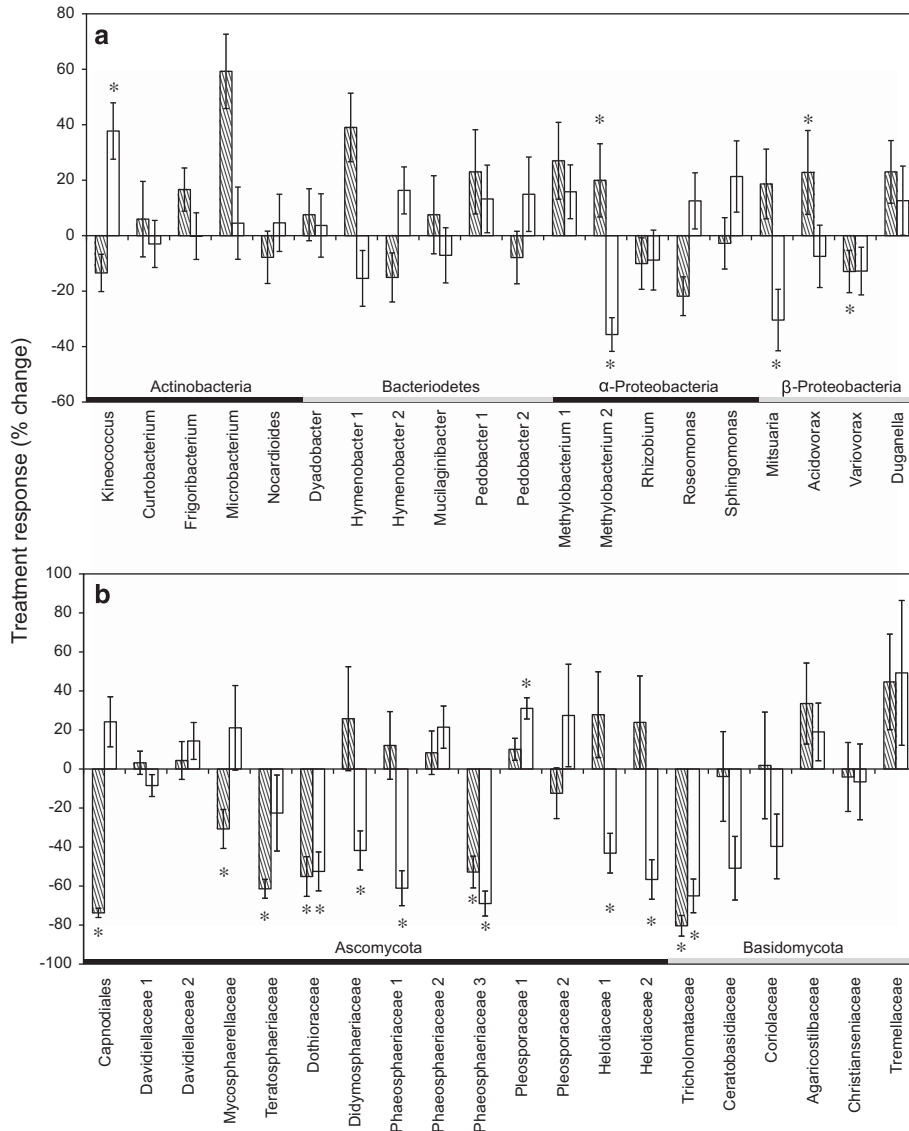 Treatment response (% change)
a
80
60
40
20
0
-20
-40
-60
*
*
*
*
*
*
Actinobacteria
Bacteriodetes
α-Proteobacteria
β-Proteobacteria
Kineococcus
Curtobacterium
Frigoribacterium
Microbacterium
Nocardioides
Dyadobacter
Hymenobacter 1
Hymenobacter 2
Mucilaginibacter
Pedobacter 1
Pedobacter 2
Methylobacterium 1
Methylobacterium 2
Rhizobium
Roseomonas
Sphingomonas
Mitsuaria
Acidovorax
Variovorax
Duganella
b
100
80
60
40
20
0
-20
-40
-60
-80
-100
*
*
*
*
*
*
*
*
*
*
*
*
*
*
Ascomycota
Basidomycota
Capnodiales
Davidiellaceae 1
Davidiellaceae 2
Mycosphaerellaceae
Teratosphaeriaceae
Dothioraceae
Didymosphaeriaceae
Phaeosphaeriaceae 1
Phaeosphaeriaceae 2
Phaeosphaeriaceae 3
Pleosporaceae 1
Pleosporaceae 2
Helotiaceae 1
Helotiaceae 2
Tricholomataceae
Ceratobasidiaceae
Coriolaceae
Agaricostilbaceae
Christianseniaceae
Tremellaceae